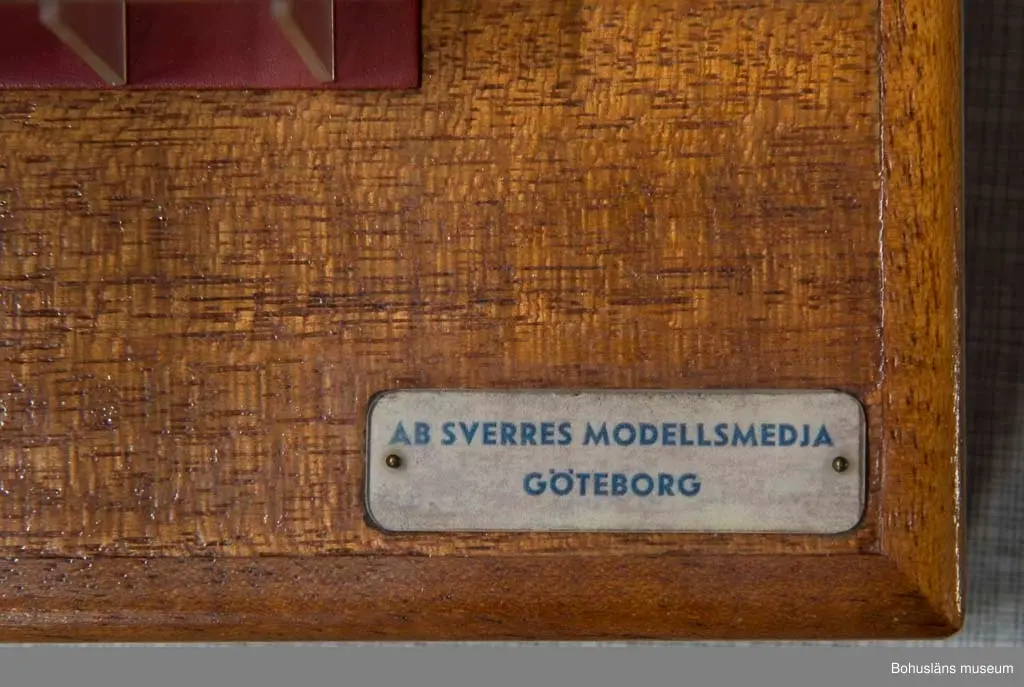 AB SVERRES MODELLSMEDJA
GÖTEBORG
Bohusläns museum